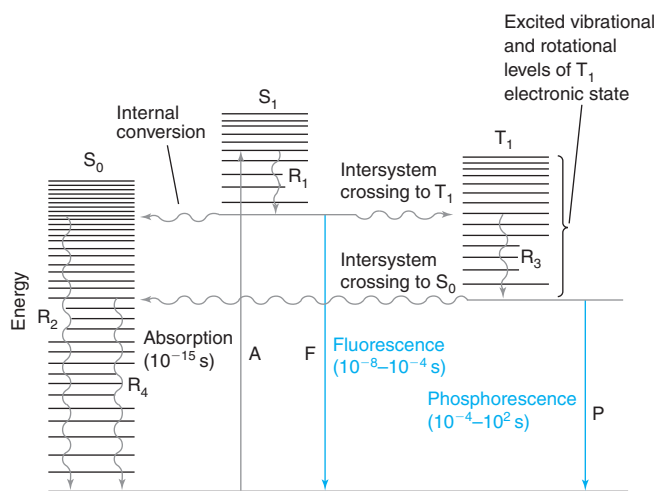 Excited vibrational
and rotational
levels of T₁
electronic state
S₁
Internal
conversion
T₁
S₀
R₁
Intersystem
crossing to T₁
Intersystem
crossing to S₀
R₃
Energy
R₂
Absorption
(10⁻¹⁵ s)
A
F
Fluorescence
(10⁻⁸–10⁻⁴ s)
R₄
Phosphorescence
(10⁻⁴–10² s)
P